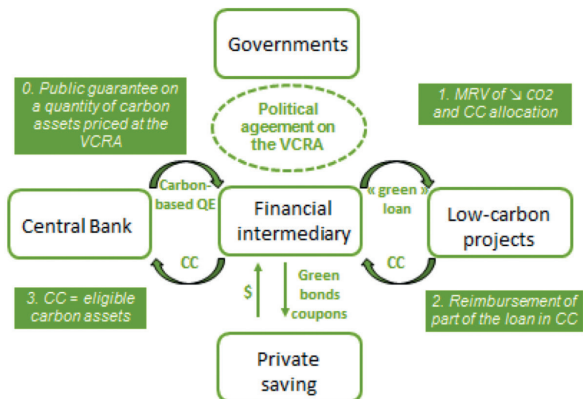 Governments
0. Public guarantee on
a quantity of carbon
assets priced at the
VCRA
Political
ageement on
the VCRA
1. MRV of ↘ CO2
and CC allocation
Carbon-
based QE
« green »
loan
Central Bank
Financial
intermediary
Low-carbon
projects
CC
CC
3. CC = eligible
carbon assets
$
Green
bonds
coupons
2. Reimbursement of
part of the loan in CC
Private
saving